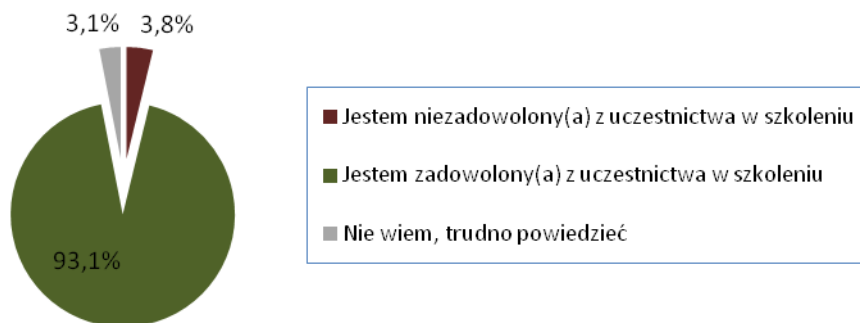 3,1%
3,8%
93,1%
Jestem niezadowolony(a) z uczestnictwa w szkoleniu
Jestem zadowolony(a) z uczestnictwa w szkoleniu
Nie wiem, trudno powiedzieć